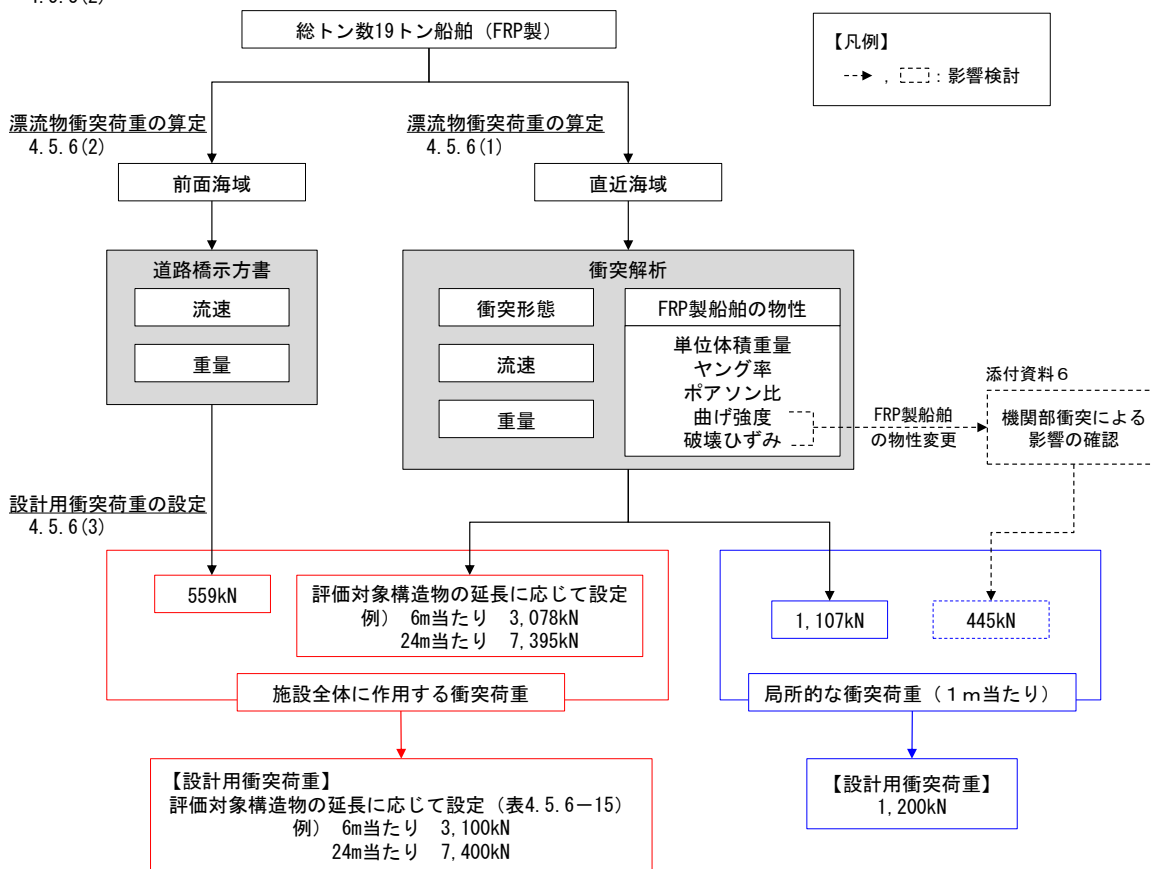 総トン数19トン船舶（FRP製）
【凡例】
, : 影響検討
漂流物衝突荷重の算定
4.5.6(2)
漂流物衝突荷重の算定
4.5.6(1)
前面海域
直近海域
道路橋示方書
流速
重量
衝突解析
衝突形態
流速
重量
FRP製船舶の物性
単位体積重量
ヤング率
ポアソン比
曲げ強度
破壊ひずみ
FRP製船舶
の物性変更
添付資料６
機関部衝突による
影響の確認
設計用衝突荷重の設定
4.5.6(3)
559kN
評価対象構造物の延長に応じて設定
例） 6m当たり 3,078kN
24m当たり 7,395kN
1,107kN
445kN
施設全体に作用する衝突荷重
局所的な衝突荷重（１ｍ当たり）
【設計用衝突荷重】
評価対象構造物の延長に応じて設定（表4.5.6－15）
例） 6m当たり 3,100kN
24m当たり 7,400kN
【設計用衝突荷重】
1,200kN